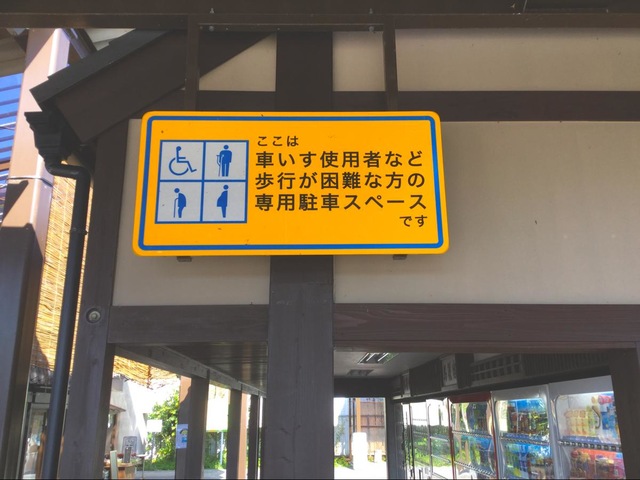 ここは
車いす使用者など
歩行が困難な方の
専用駐車スペース
です